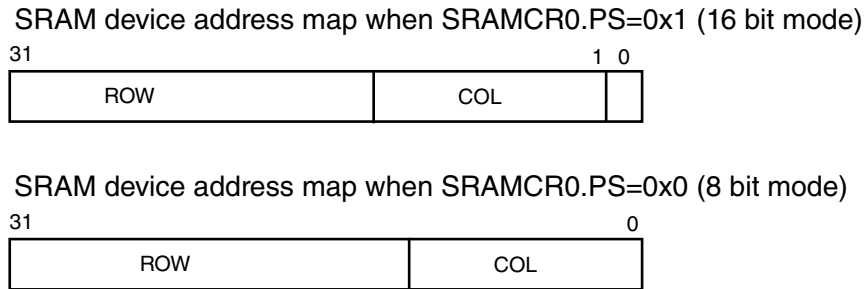 SRAM device address map when SRAMCR0.PS=0x1 (16 bit mode)
31 1 0
ROW COL
SRAM device address map when SRAMCR0.PS=0x0 (8 bit mode)
31 0
ROW COL